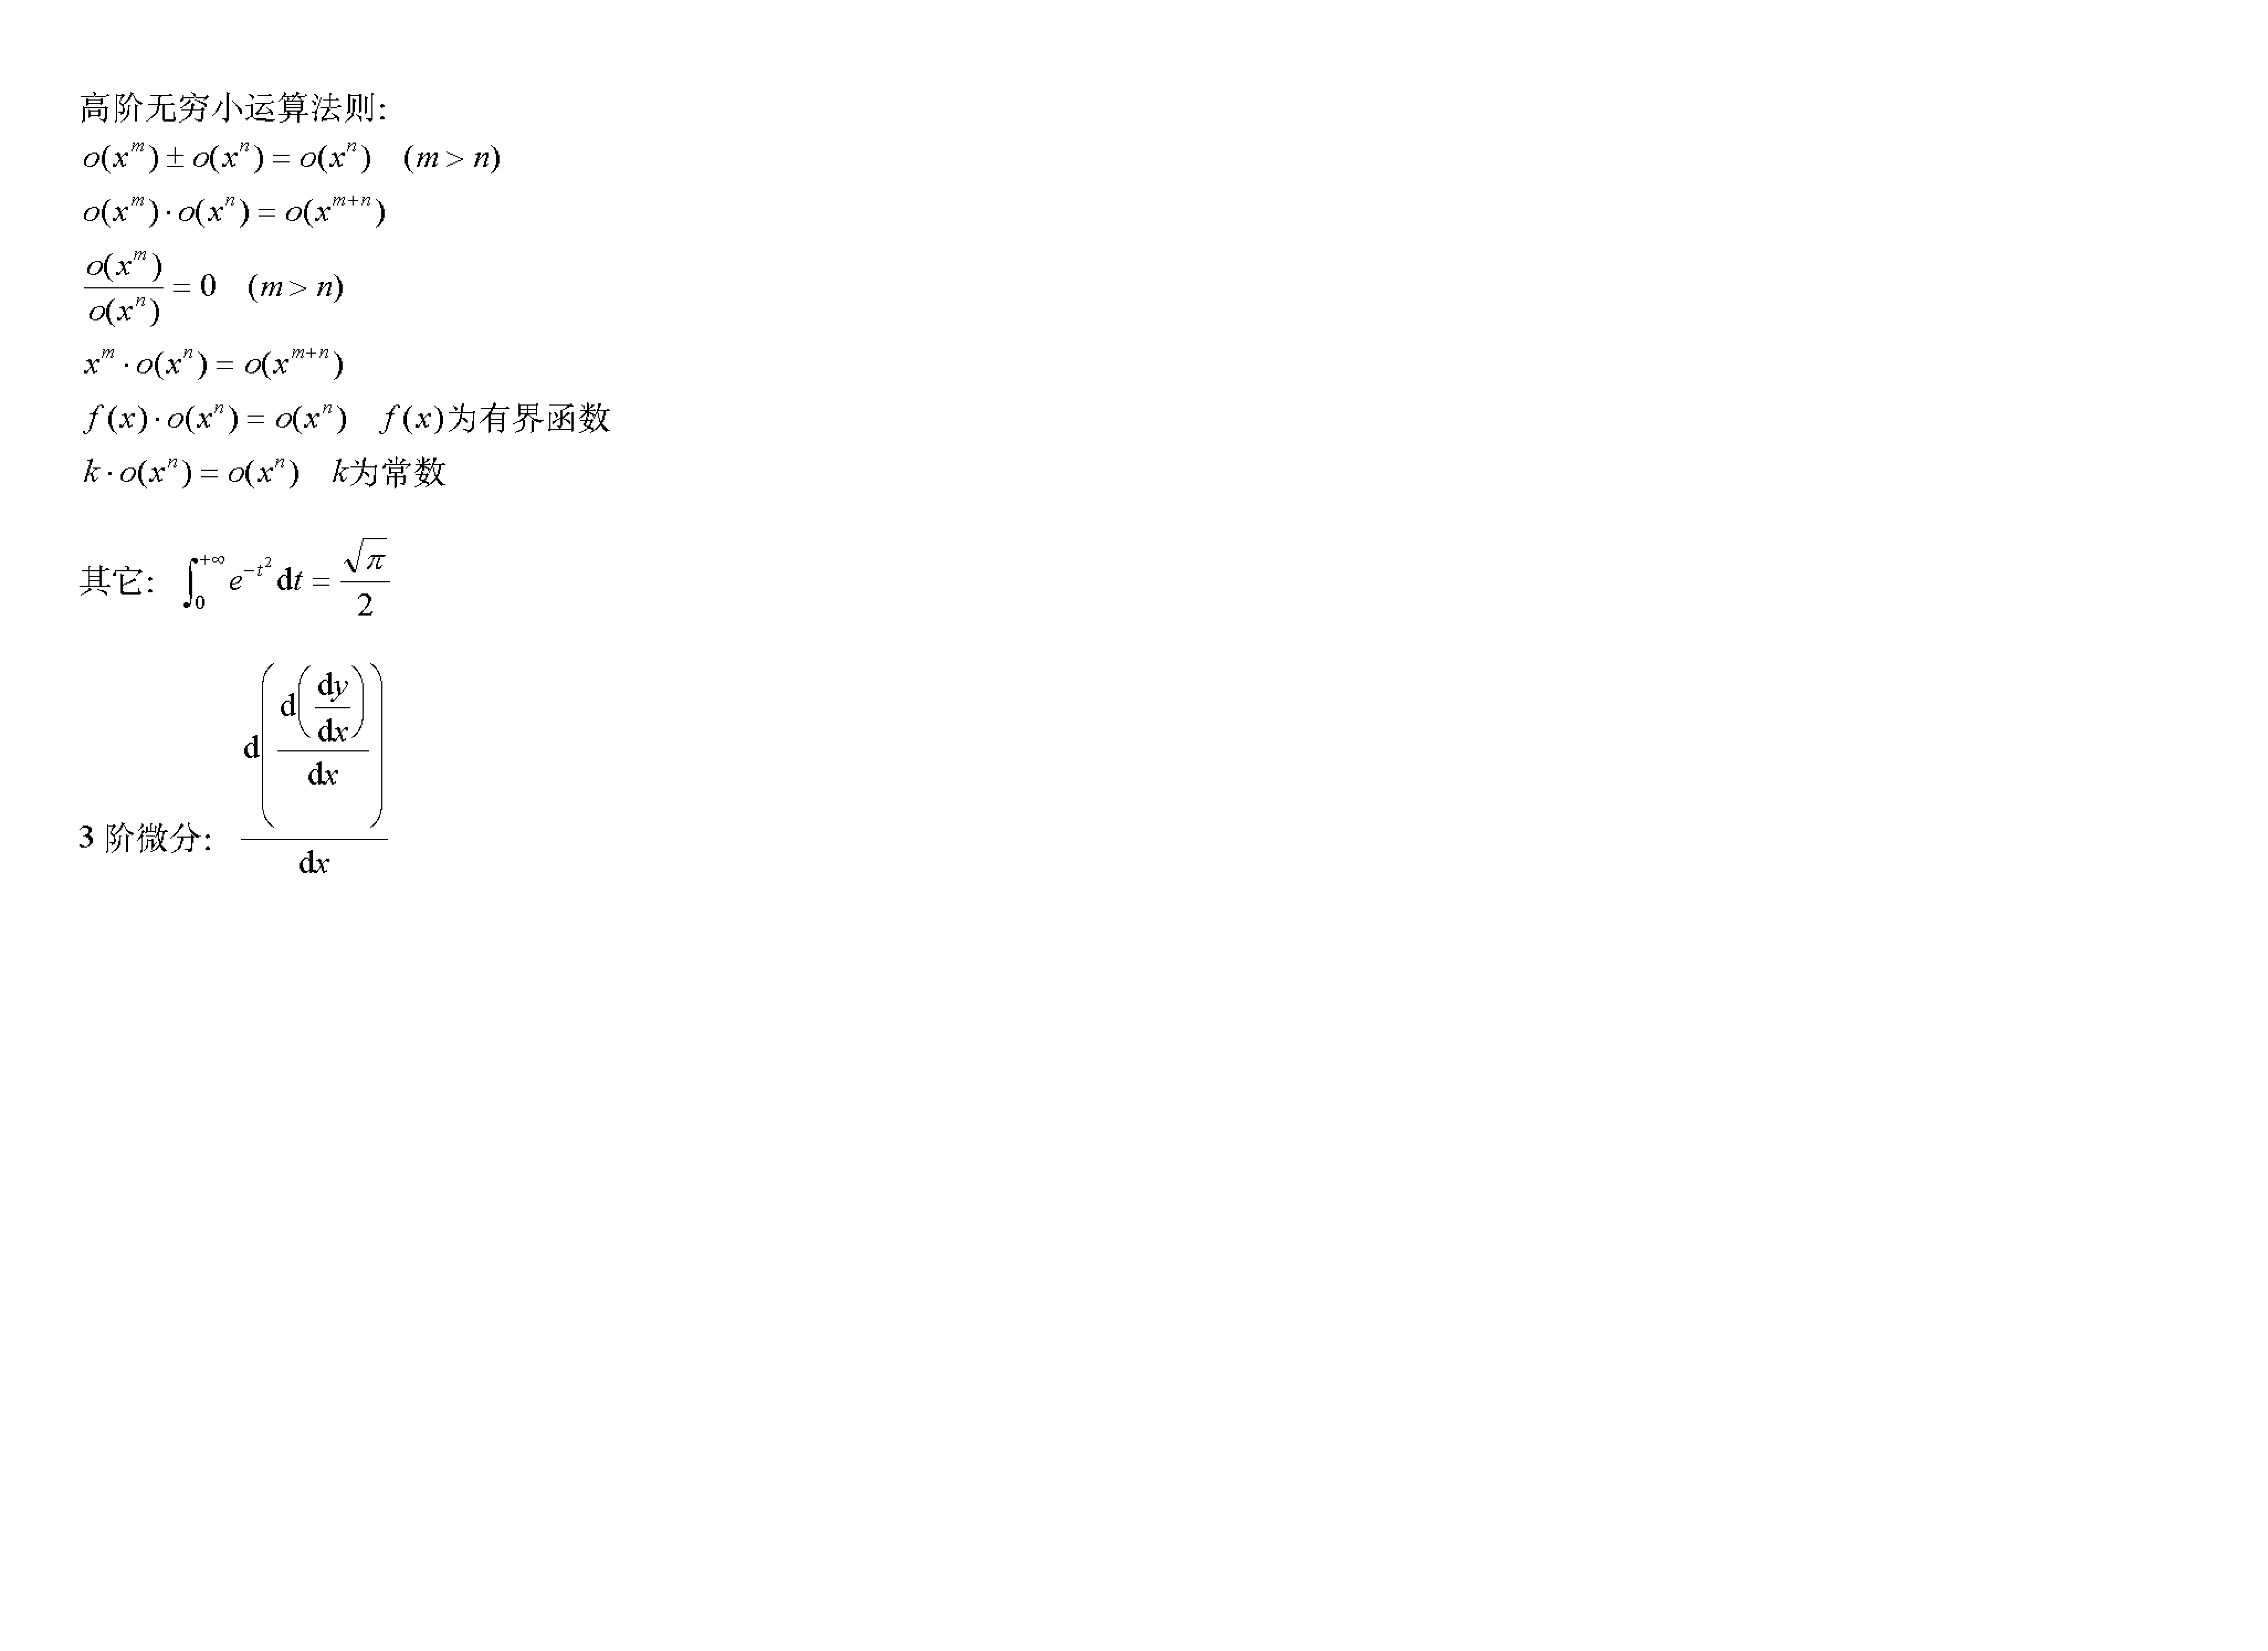 高阶无穷小运算法则：
$o(x^m) \pm o(x^n) = o(x^n) \quad (m > n)$
$o(x^m) \cdot o(x^n) = o(x^{m+n})$
$\frac{o(x^m)}{o(x^n)} = 0 \quad (m > n)$
$x^m \cdot o(x^n) = o(x^{m+n})$
$f(x) \cdot o(x^n) = o(x^n) \quad f(x)$为有界函数
$k \cdot o(x^n) = o(x^n) \quad k$为常数
其它：$\int_0^{+\infty} e^{-t^2} \mathrm{d}t = \frac{\sqrt{\pi}}{2}$
3 阶微分：$\frac{\mathrm{d}\left(\frac{\mathrm{d}\left(\frac{\mathrm{d}y}{\mathrm{d}x}\right)}{\mathrm{d}x}\right)}{\mathrm{d}x}$